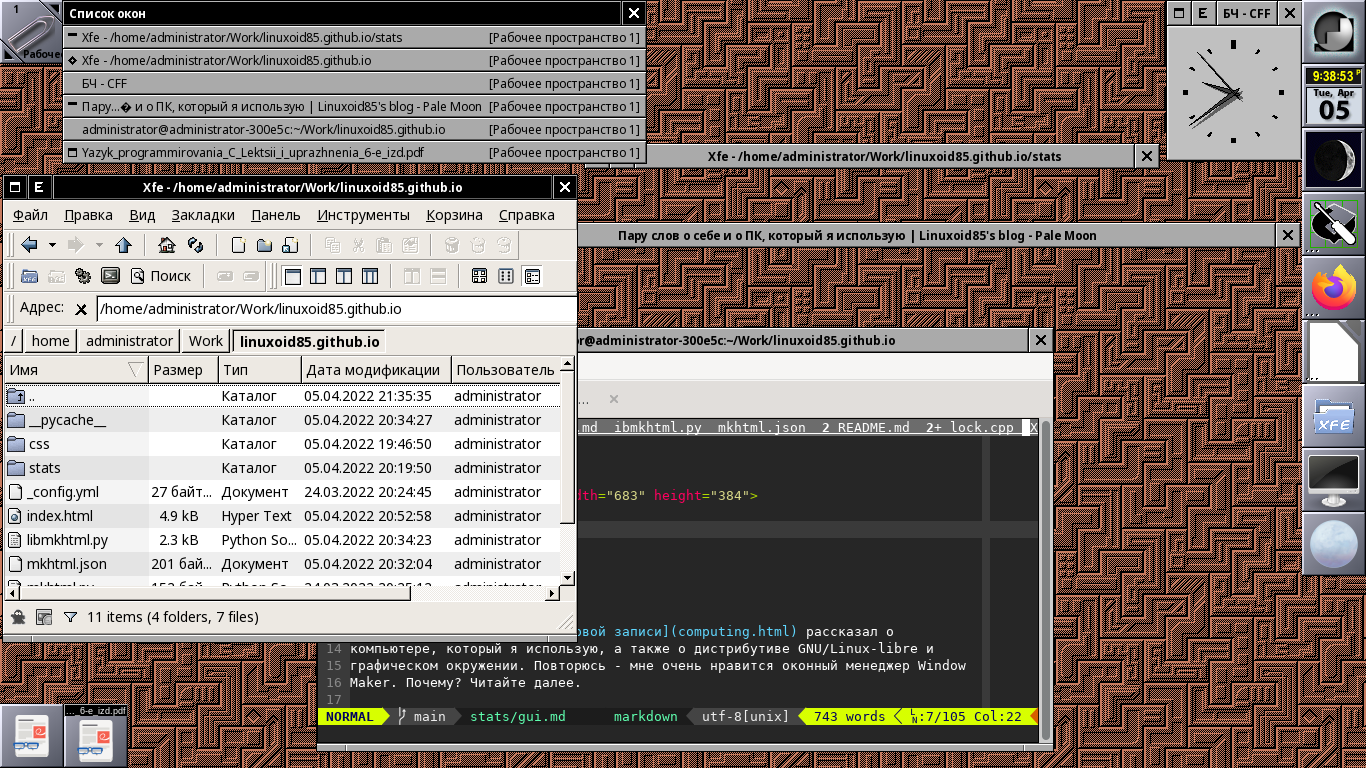 1
Рабоче
Список окон
Xfe - /home/administrator/Work/linuxoid85.github.io/stats [Рабочее пространство 1]
Xfe - /home/administrator/Work/linuxoid85.github.io [Рабочее пространство 1]
БЧ - CFF [Рабочее пространство 1]
Пару...� и о ПК, который я использую | Linuxoid85's blog - Pale Moon [Рабочее пространство 1]
administrator@administrator-300e5c:~/Work/linuxoid85.github.io [Рабочее пространство 1]
Yazyk_programmirovania_C_Lektsii_i_uprazhnenia_6-e_izd.pdf [Рабочее пространство 1]
E БЧ - CFF
9:38:53 P
Tue, Apr
05
Xfe - /home/administrator/Work/linuxoid85.github.io/stats
E Xfe - /home/administrator/Work/linuxoid85.github.io
Файл Правка Вид Закладки Панель Инструменты Корзина Справка
Пару слов о себе и о ПК, который я использую | Linuxoid85's blog - Pale Moon
Поиск
Адрес: /home/administrator/Work/linuxoid85.github.io
/ home administrator Work linuxoid85.github.io
Имя Размер Тип Дата модификации Пользователь
.. Каталог 05.04.2022 21:35:35 administrator
__pycache__ Каталог 05.04.2022 20:34:27 administrator
css Каталог 05.04.2022 19:46:50 administrator
stats Каталог 05.04.2022 20:19:50 administrator
_config.yml 27 байт... Документ 24.03.2022 20:24:45 administrator
index.html 4.9 kB Hyper Text 05.04.2022 20:52:58 administrator
libmkhtml.py 2.3 kB Python So... 05.04.2022 20:34:23 administrator
mkhtml.json 201 бай... Документ 05.04.2022 20:32:04 administrator
11 items (4 folders, 7 files)
or@administrator-300e5c:~/Work/linuxoid85.github.io
...
.md ibmkhtml.py mkhtml.json 2 README.md 2+ lock.cpp X
dth="683" height="384">
овой записи](computing.html) рассказал о
14 компьютере, который я использую, а также о дистрибутиве GNU/Linux-libre и
15 графическом окружении. Повторюсь - мне очень нравится оконный менеджер Window
16 Maker. Почему? Читайте далее.
17
NORMAL main stats/gui.md markdown utf-8[unix] 743 words LN:7/105 Col:22
... 6-e_izd.pdf
XFE